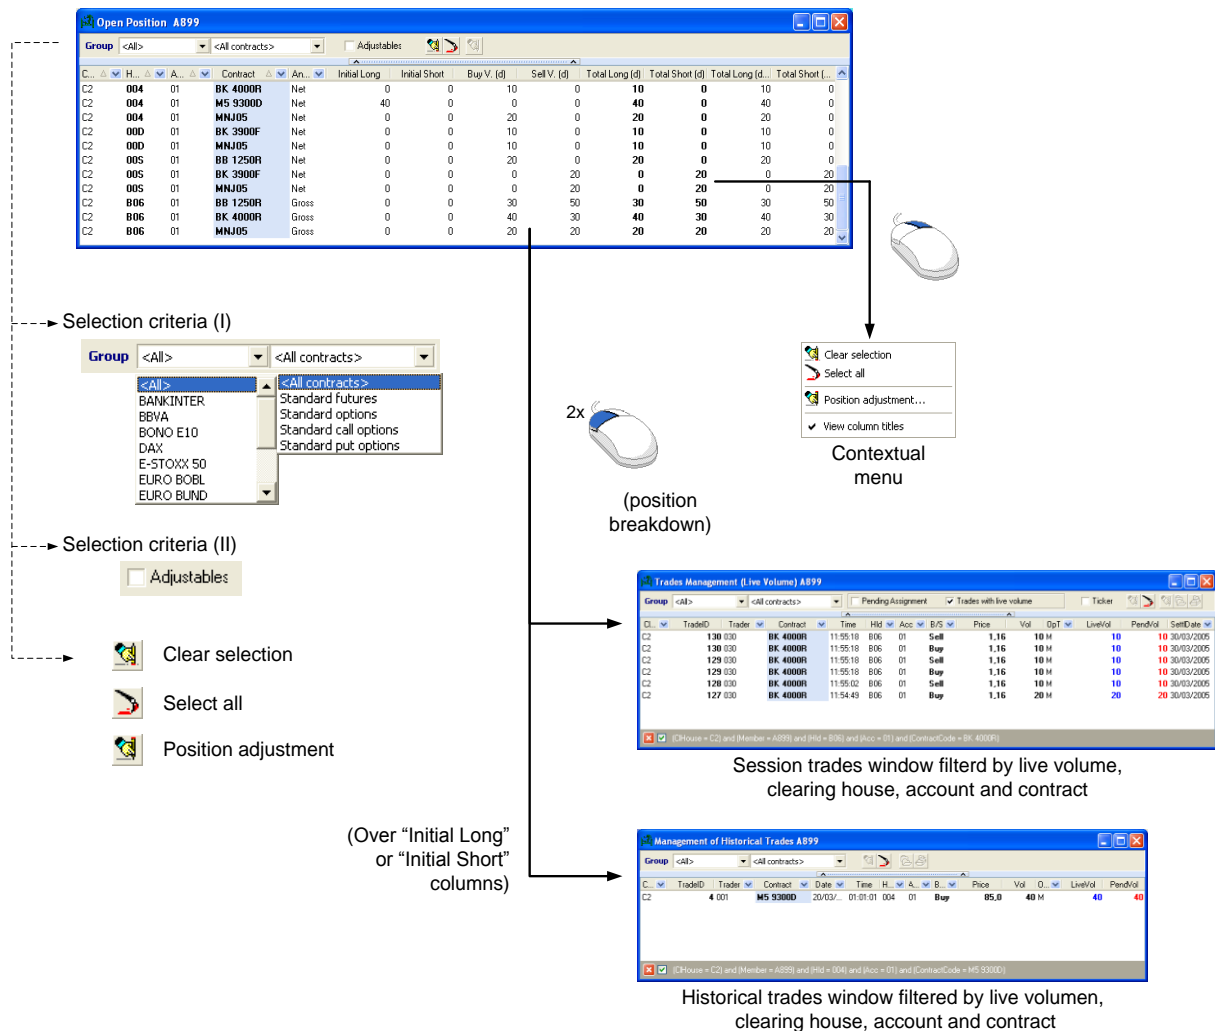 Open Position A899
Group <All> <All contracts> Adjustables
C... H... A... Contract An... Initial Long Initial Short Buy V. (d) Sell V. (d) Total Long (d) Total Short (d) Total Long (d... Total Short (...
C2 004 01 BK 4000R Net 0 0 10 0 10 0 10 0
C2 004 01 M5 9300D Net 40 0 0 0 40 0 40 0
C2 004 01 MNJ05 Net 0 0 20 0 20 0 20 0
C2 00D 01 BK 3900F Net 0 0 10 0 10 0 10 0
C2 00D 01 MNJ05 Net 0 0 10 0 10 0 10 0
C2 00S 01 BB 1250R Net 0 0 20 0 20 0 20 0
C2 00S 01 BK 3900F Net 0 0 0 20 0 20 0 20
C2 00S 01 MNJ05 Net 0 0 0 20 0 20 0 20
C2 B06 01 BB 1250R Gross 0 0 30 50 30 50 30 50
C2 B06 01 BK 4000R Gross 0 0 40 30 40 30 40 30
C2 B06 01 MNJ05 Gross 0 0 20 20 20 20 20 20
Selection criteria (I)
Group <All> <All contracts>
<All>
BANKINTER
BBVA
BONO E10
DAX
E-STOXX 50
EURO BOBL
EURO BUND
<All contracts>
Standard futures
Standard options
Standard call options
Standard put options
Clear selection
Select all
Position adjustment...
View column titles
Contextual
menu
2x
(position
breakdown)
Selection criteria (II)
Adjustables
Clear selection
Select all
Position adjustment
Trades Management (Live Volume) A899
Group <All> <All contracts> Pending Assignment Trades with live volume Ticker
Cl... TradeID Trader Contract Time Hld Acc B/S Price Vol OpT LiveVol PendVol SettlDate
C2 130 030 BK 4000R 11:55:18 B06 01 Sell 1,16 10 M 10 10 30/03/2005
C2 130 030 BK 4000R 11:55:18 B06 01 Buy 1,16 10 M 10 10 30/03/2005
C2 129 030 BK 4000R 11:55:18 B06 01 Sell 1,16 10 M 10 10 30/03/2005
C2 129 030 BK 4000R 11:55:18 B06 01 Buy 1,16 10 M 10 10 30/03/2005
C2 128 030 BK 4000R 11:55:02 B06 01 Sell 1,16 10 M 10 10 30/03/2005
C2 127 030 BK 4000R 11:54:49 B06 01 Buy 1,16 20 M 20 20 30/03/2005
(ClHouse = C2) and (Member = A899) and (Hld = B06) and (Acc = 01) and (ContractCode = BK 4000R)
Session trades window filterd by live volume,
clearing house, account and contract
(Over “Initial Long”
or “Initial Short”
columns)
Management of Historical Trades A899
Group <All> <All contracts>
C... TradeID Trader Contract Date Time H... A... B... Price Vol O... LiveVol PendVol
C2 4 001 M5 9300D 20/03/... 01:01:01 004 01 Buy 85,0 40 M 40 40
(ClHouse = C2) and (Member = A899) and (Hld = 004) and (Acc = 01) and (ContractCode = M5 9300D)
Historical trades window filtered by live volumen,
clearing house, account and contract